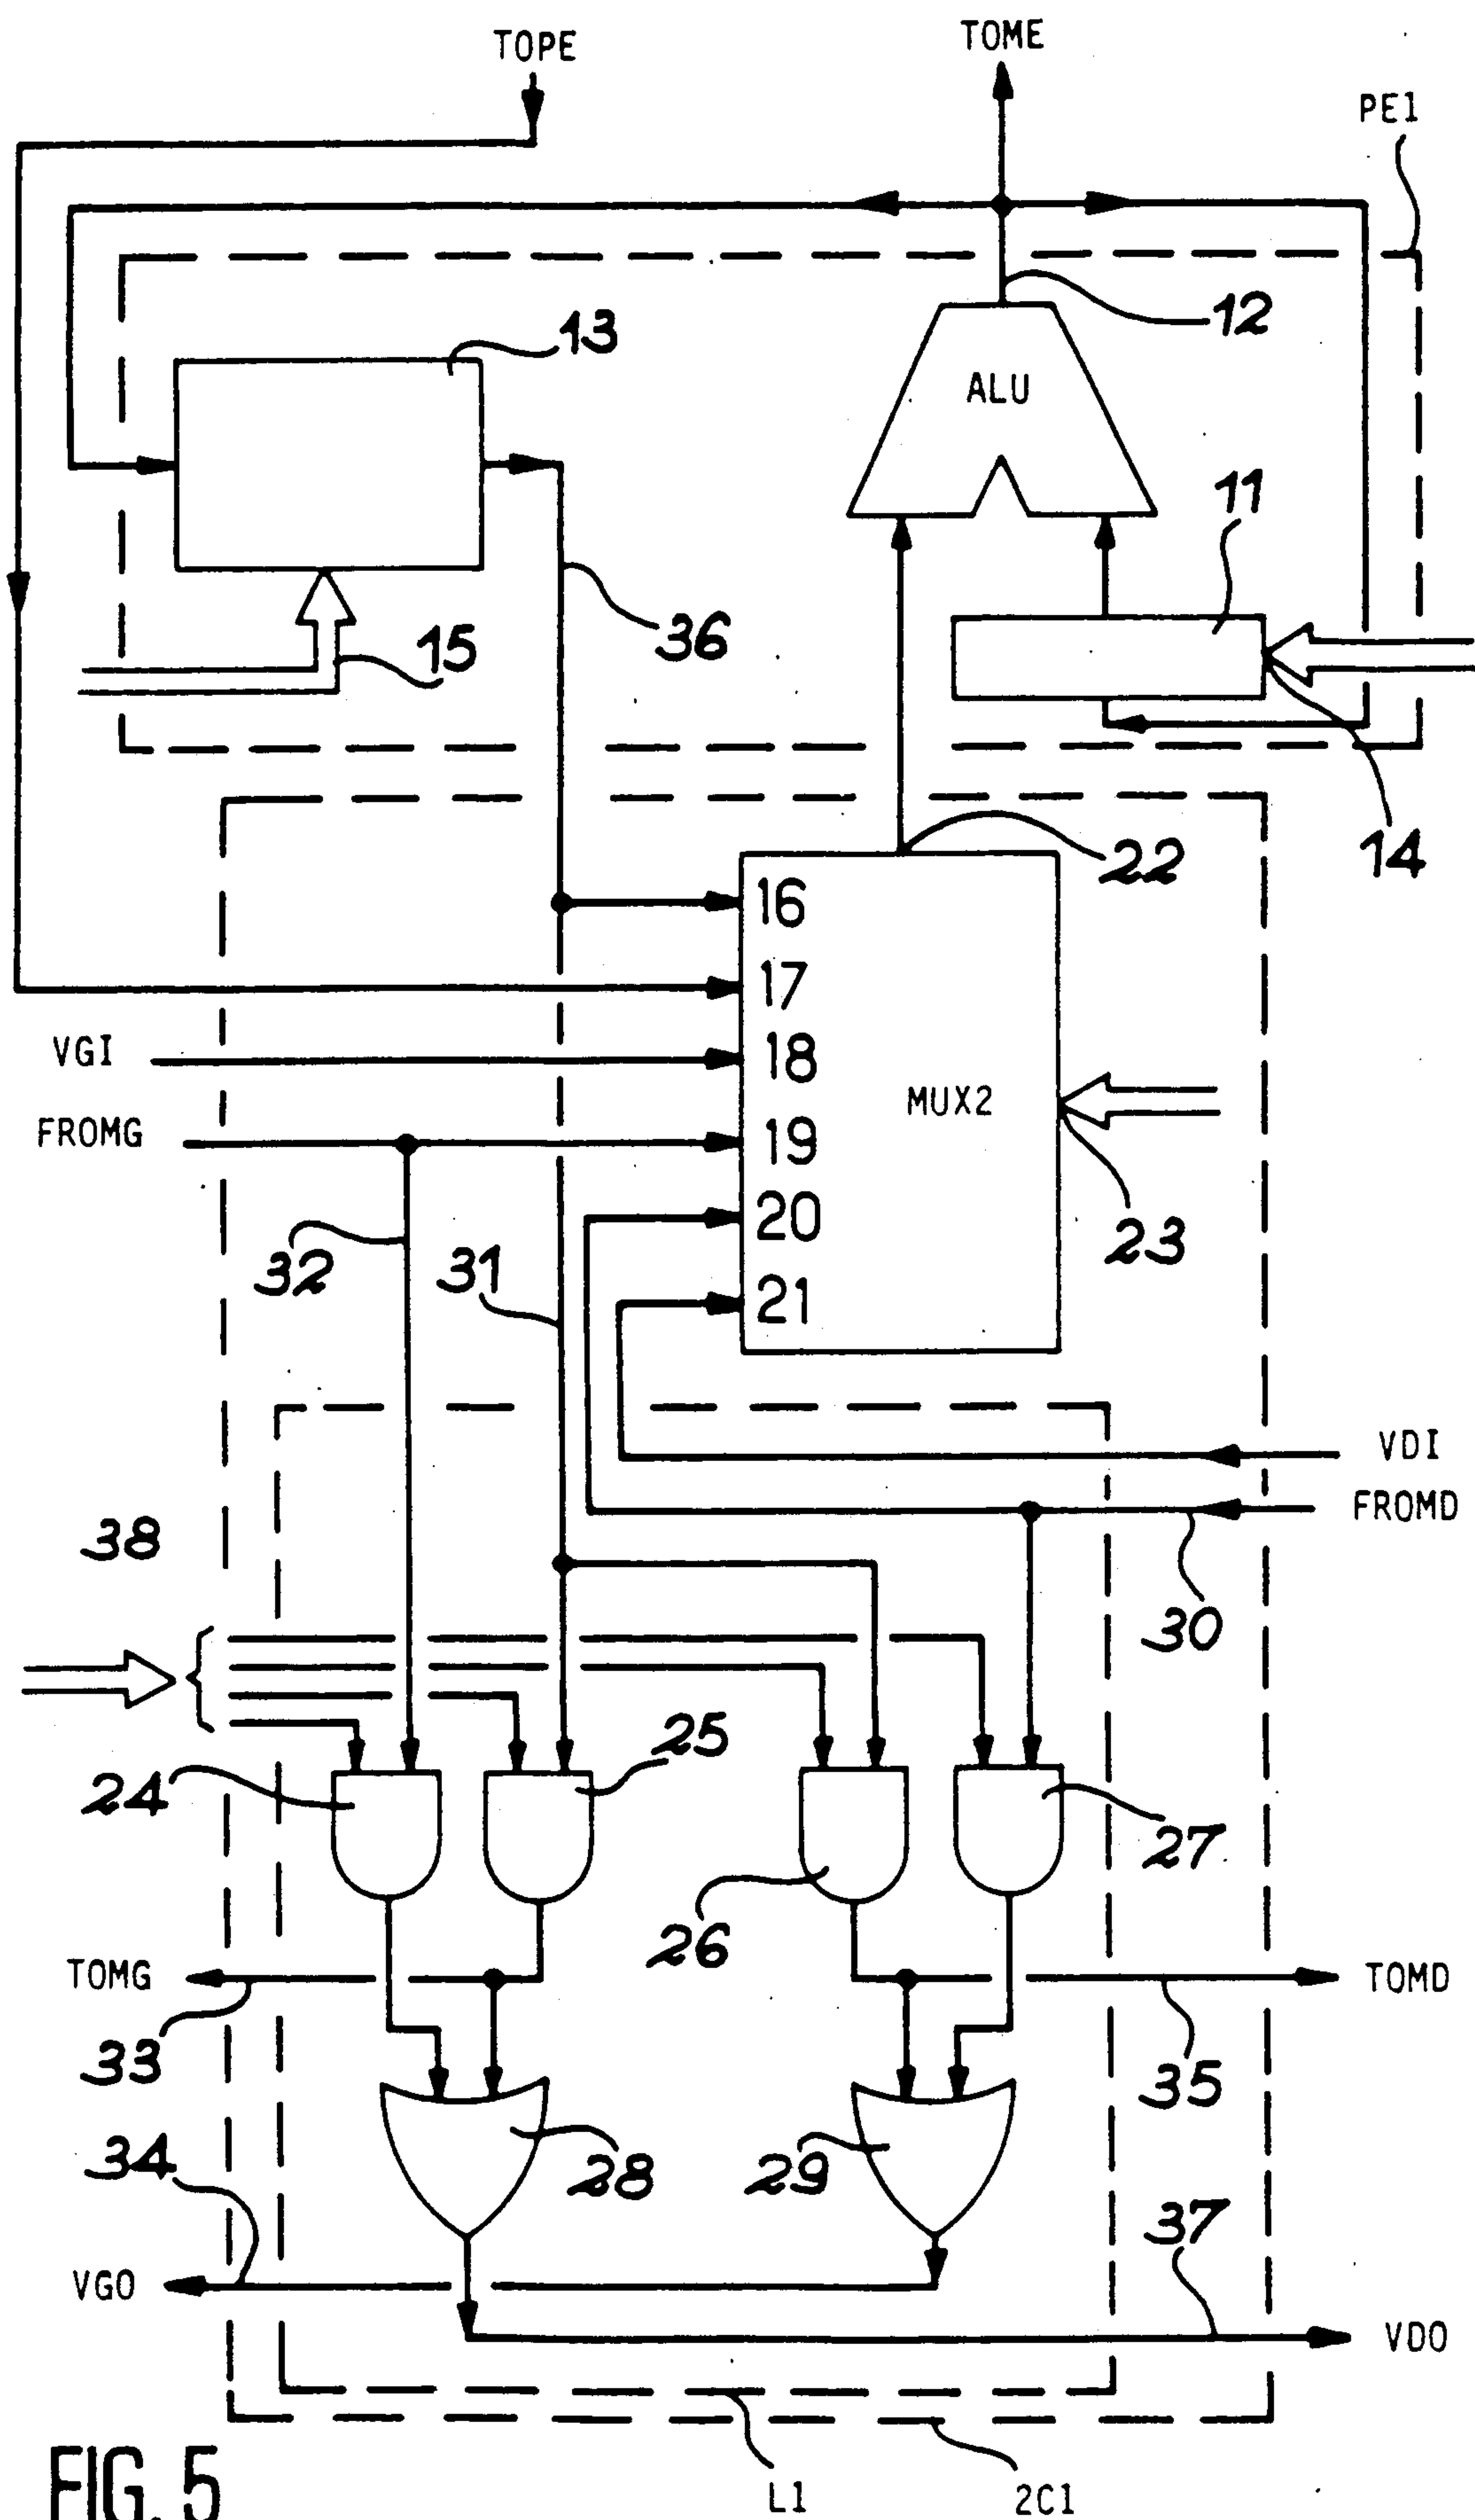 TOPE
TOME
PE1
13
12
ALU
11
15
36
14
22
16
17
VGI
18
MUX2
FROMG
19
20
23
32
31
21
VDI
FROMD
38
30
25
24
27
26
TOMG
TOMD
33
35
34
28
29
37
VGO
VDO
FIG. 5
L1
2C1